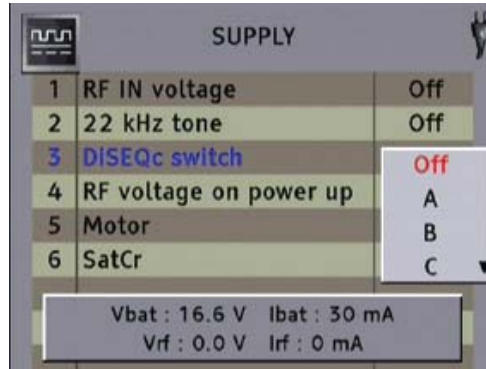 SUPPLY
1 RF IN voltage Off
2 22 kHz tone Off
3 DiSEQc switch Off
4 RF voltage on power up A
5 Motor B
6 SatCr C
Vbat : 16.6 V Ibat : 30 mA
Vrf : 0.0 V Irf : 0 mA